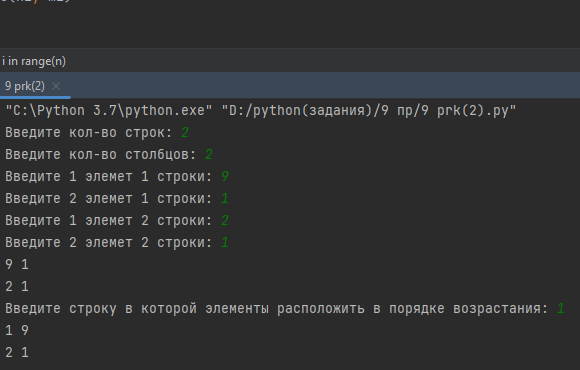 i in range(n)
9 prk(2)
"C:\Python 3.7\python.exe" "D:/python(задания)/9 пр/9 prk(2).py"
Введите кол-во строк: 2
Введите кол-во столбцов: 2
Введите 1 элемет 1 строки: 9
Введите 2 элемет 1 строки: 1
Введите 1 элемет 2 строки: 2
Введите 2 элемет 2 строки: 1
9 1
2 1
Введите строку в которой элементы расположить в порядке возрастания: 1
1 9
2 1